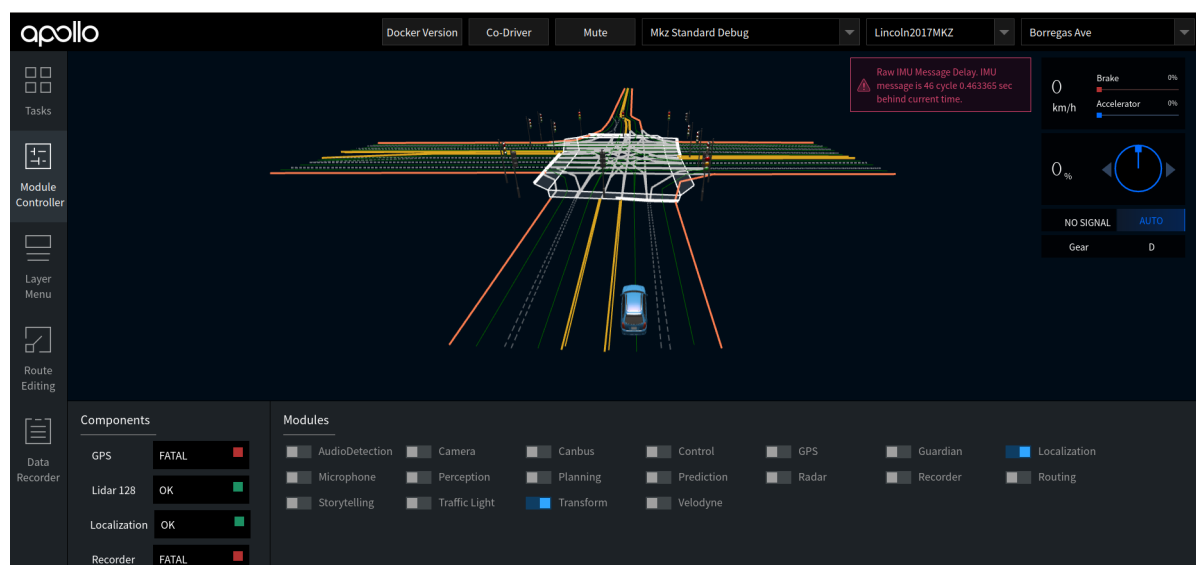 apollo
Docker Version
Co-Driver
Mute
Mkz Standard Debug
Lincoln2017MKZ
Borregas Ave
Tasks
Module
Controller
Layer
Menu
Route
Editing
Data
Recorder
Raw IMU Message Delay. IMU
message is 46 cycle 0.463365 sec
behind current time.
0
km/h
Brake 0%
Accelerator 0%
0 %
NO SIGNAL AUTO
Gear D
Components
GPS FATAL
Lidar 128 OK
Localization OK
Recorder FATAL
Modules
AudioDetection Camera Canbus Control GPS Guardian Localization
Microphone Perception Planning Prediction Radar Recorder Routing
Storytelling Traffic Light Transform Velodyne